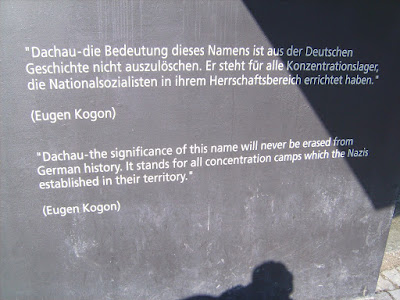 "Dachau-die Bedeutung dieses Namens ist aus der Deutschen
Geschichte nicht auszulöschen. Er steht für alle Konzentrationslager,
die Nationalsozialisten in ihrem Herrschaftsbereich errichtet haben."
(Eugen Kogon)
"Dachau-the significance of this name will never be erased from
German history. It stands for all concentration camps which the Nazis
established in their territory."
(Eugen Kogon)